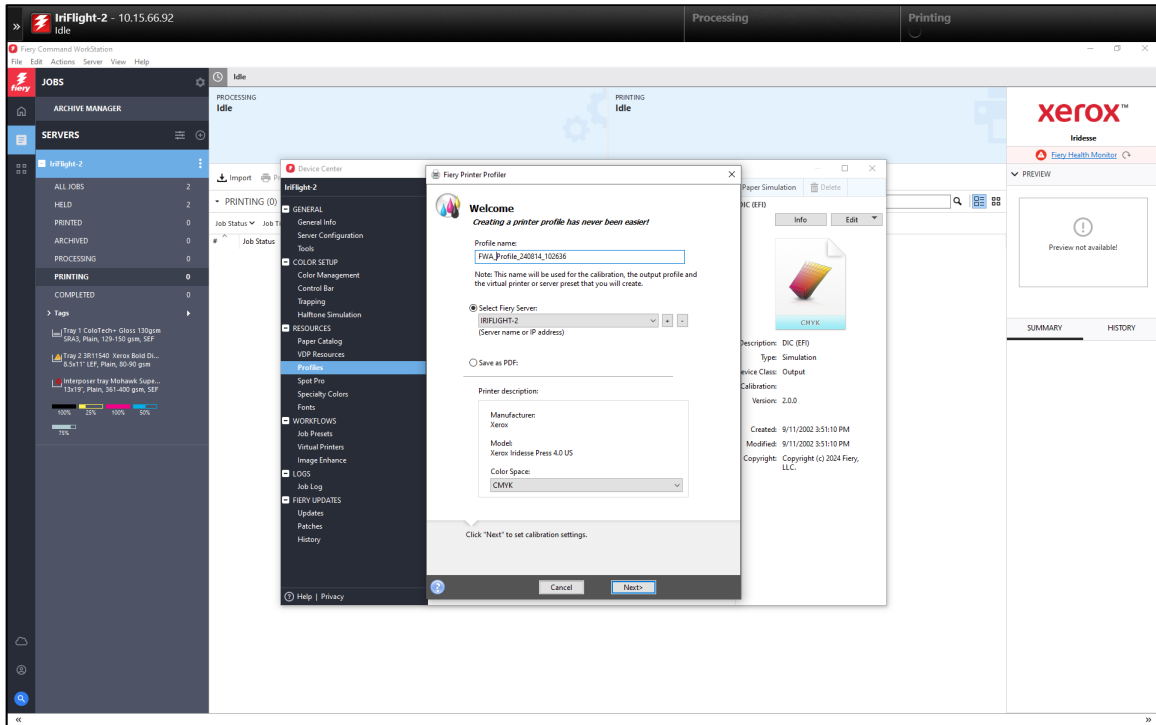 »
IriFlight-2 - 10.15.66.92
Idle
Processing
Printing
Fiery Command WorkStation
File Edit Actions Server View Help
fiery
JOBS
ARCHIVE MANAGER
SERVERS
IriFlight-2
ALL JOBS 2
HELD 2
PRINTED 0
ARCHIVED 0
PROCESSING 0
PRINTING 0
COMPLETED 0
Tags
Tray 1 ColoTech+ Gloss 130gsm
SRA3, Plain, 129-150 gsm, SEF
Tray 2 3R11540 Xerox Bold Di...
8.5x11" LEF, Plain, 80-90 gsm
Interposer tray Mohawk Supe...
13x19", Plain, 361-400 gsm, SEF
100% 25% 100% 50%
75%
Idle
PROCESSING
Idle
PRINTING
Idle
Import
PRINTING (0)
Job Status Job Ti
# Job Status
Device Center
IriFlight-2
GENERAL
General Info
Server Configuration
Tools
COLOR SETUP
Color Management
Control Bar
Trapping
Halftone Simulation
RESOURCES
Paper Catalog
VDP Resources
Profiles
Spot Pro
Specialty Colors
Fonts
WORKFLOWS
Job Presets
Virtual Printers
Image Enhance
LOGS
Job Log
FIERY UPDATES
Updates
Patches
History
Help | Privacy
Fiery Printer Profiler
Welcome
Creating a printer profile has never been easier!
Profile name:
FWA_Profile_240814_102636
Note: This name will be used for the calibration, the output profile and
the virtual printer or server preset that you will create.
Select Fiery Server:
IRIFLIGHT-2
+ -
(Server name or IP address)
Save as PDF:
Printer description:
Manufacturer:
Xerox
Model:
Xerox Iridesse Press 4.0 US
Color Space:
CMYK
Click "Next" to set calibration settings.
?
Cancel Next>
Paper Simulation Delete
DIC (EFI)
Info Edit
CMYK
Description: DIC (EFI)
Type: Simulation
evice Class: Output
Calibration:
Version: 2.0.0
Created: 9/11/2002 3:51:10 PM
Modified: 9/11/2002 3:51:10 PM
Copyright: Copyright (c) 2024 Fiery,
LLC.
xerox™
Iridesse
Fiery Health Monitor
PREVIEW
Preview not available!
SUMMARY HISTORY
«
»